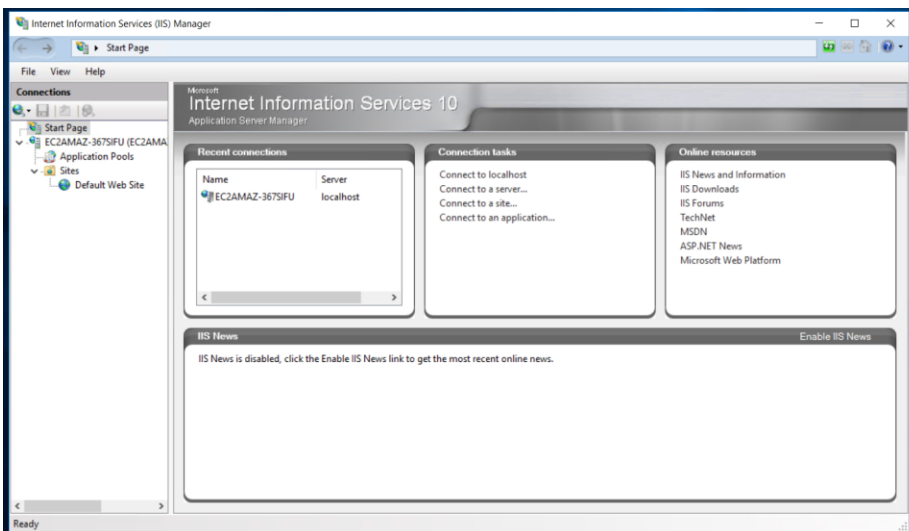 Internet Information Services (IIS) Manager
Start Page
File View Help
Connections
Start Page
EC2AMAZ-367SIFU (EC2AMA
Application Pools
Sites
Default Web Site
Microsoft
Internet Information Services 10
Application Server Manager
Recent connections
Name Server
EC2AMAZ-367SIFU localhost
Connection tasks
Connect to localhost
Connect to a server...
Connect to a site...
Connect to an application...
Online resources
IIS News and Information
IIS Downloads
IIS Forums
TechNet
MSDN
ASP.NET News
Microsoft Web Platform
IIS News Enable IIS News
IIS News is disabled, click the Enable IIS News link to get the most recent online news.
Ready